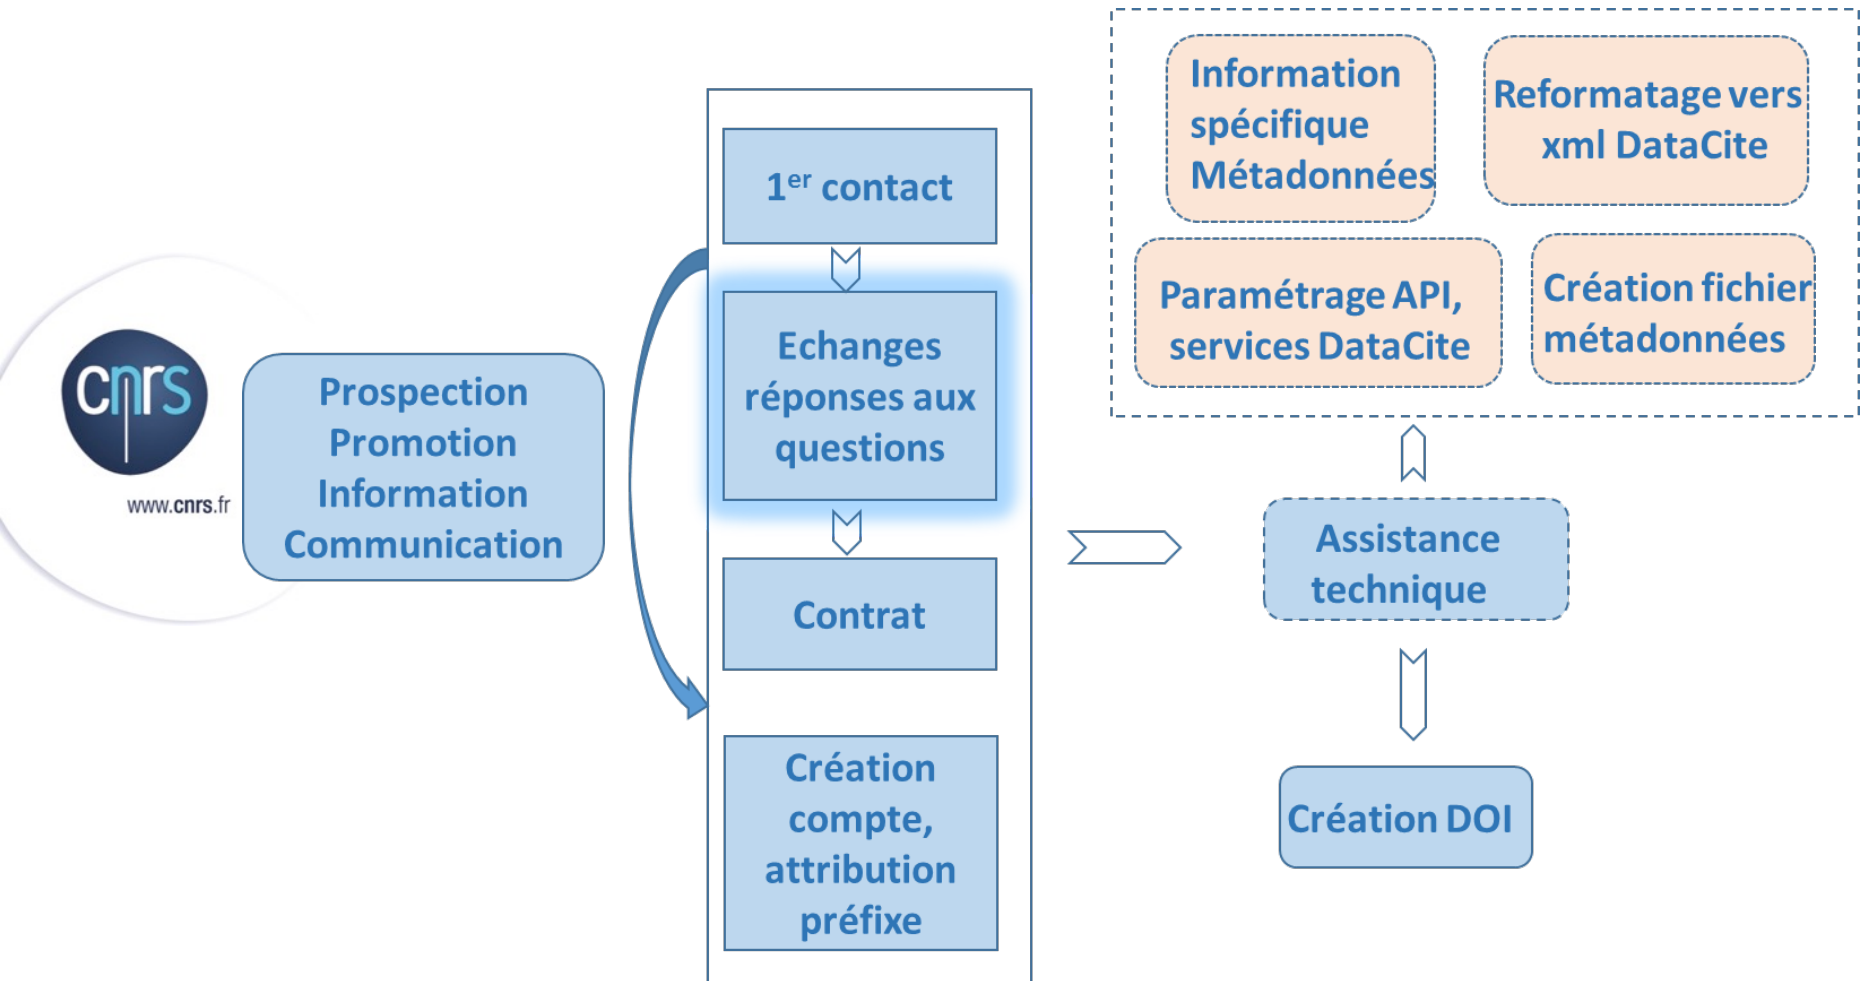 cnrs
www.cnrs.fr
Prospection
Promotion
Information
Communication
1er contact
Echanges
réponses aux
questions
Contrat
Création
compte,
attribution
préfixe
Information
spécifique
Métadonnées
Reformatage vers
xml DataCite
Paramétrage API,
services DataCite
Création fichier
métadonnées
Assistance
technique
Création DOI